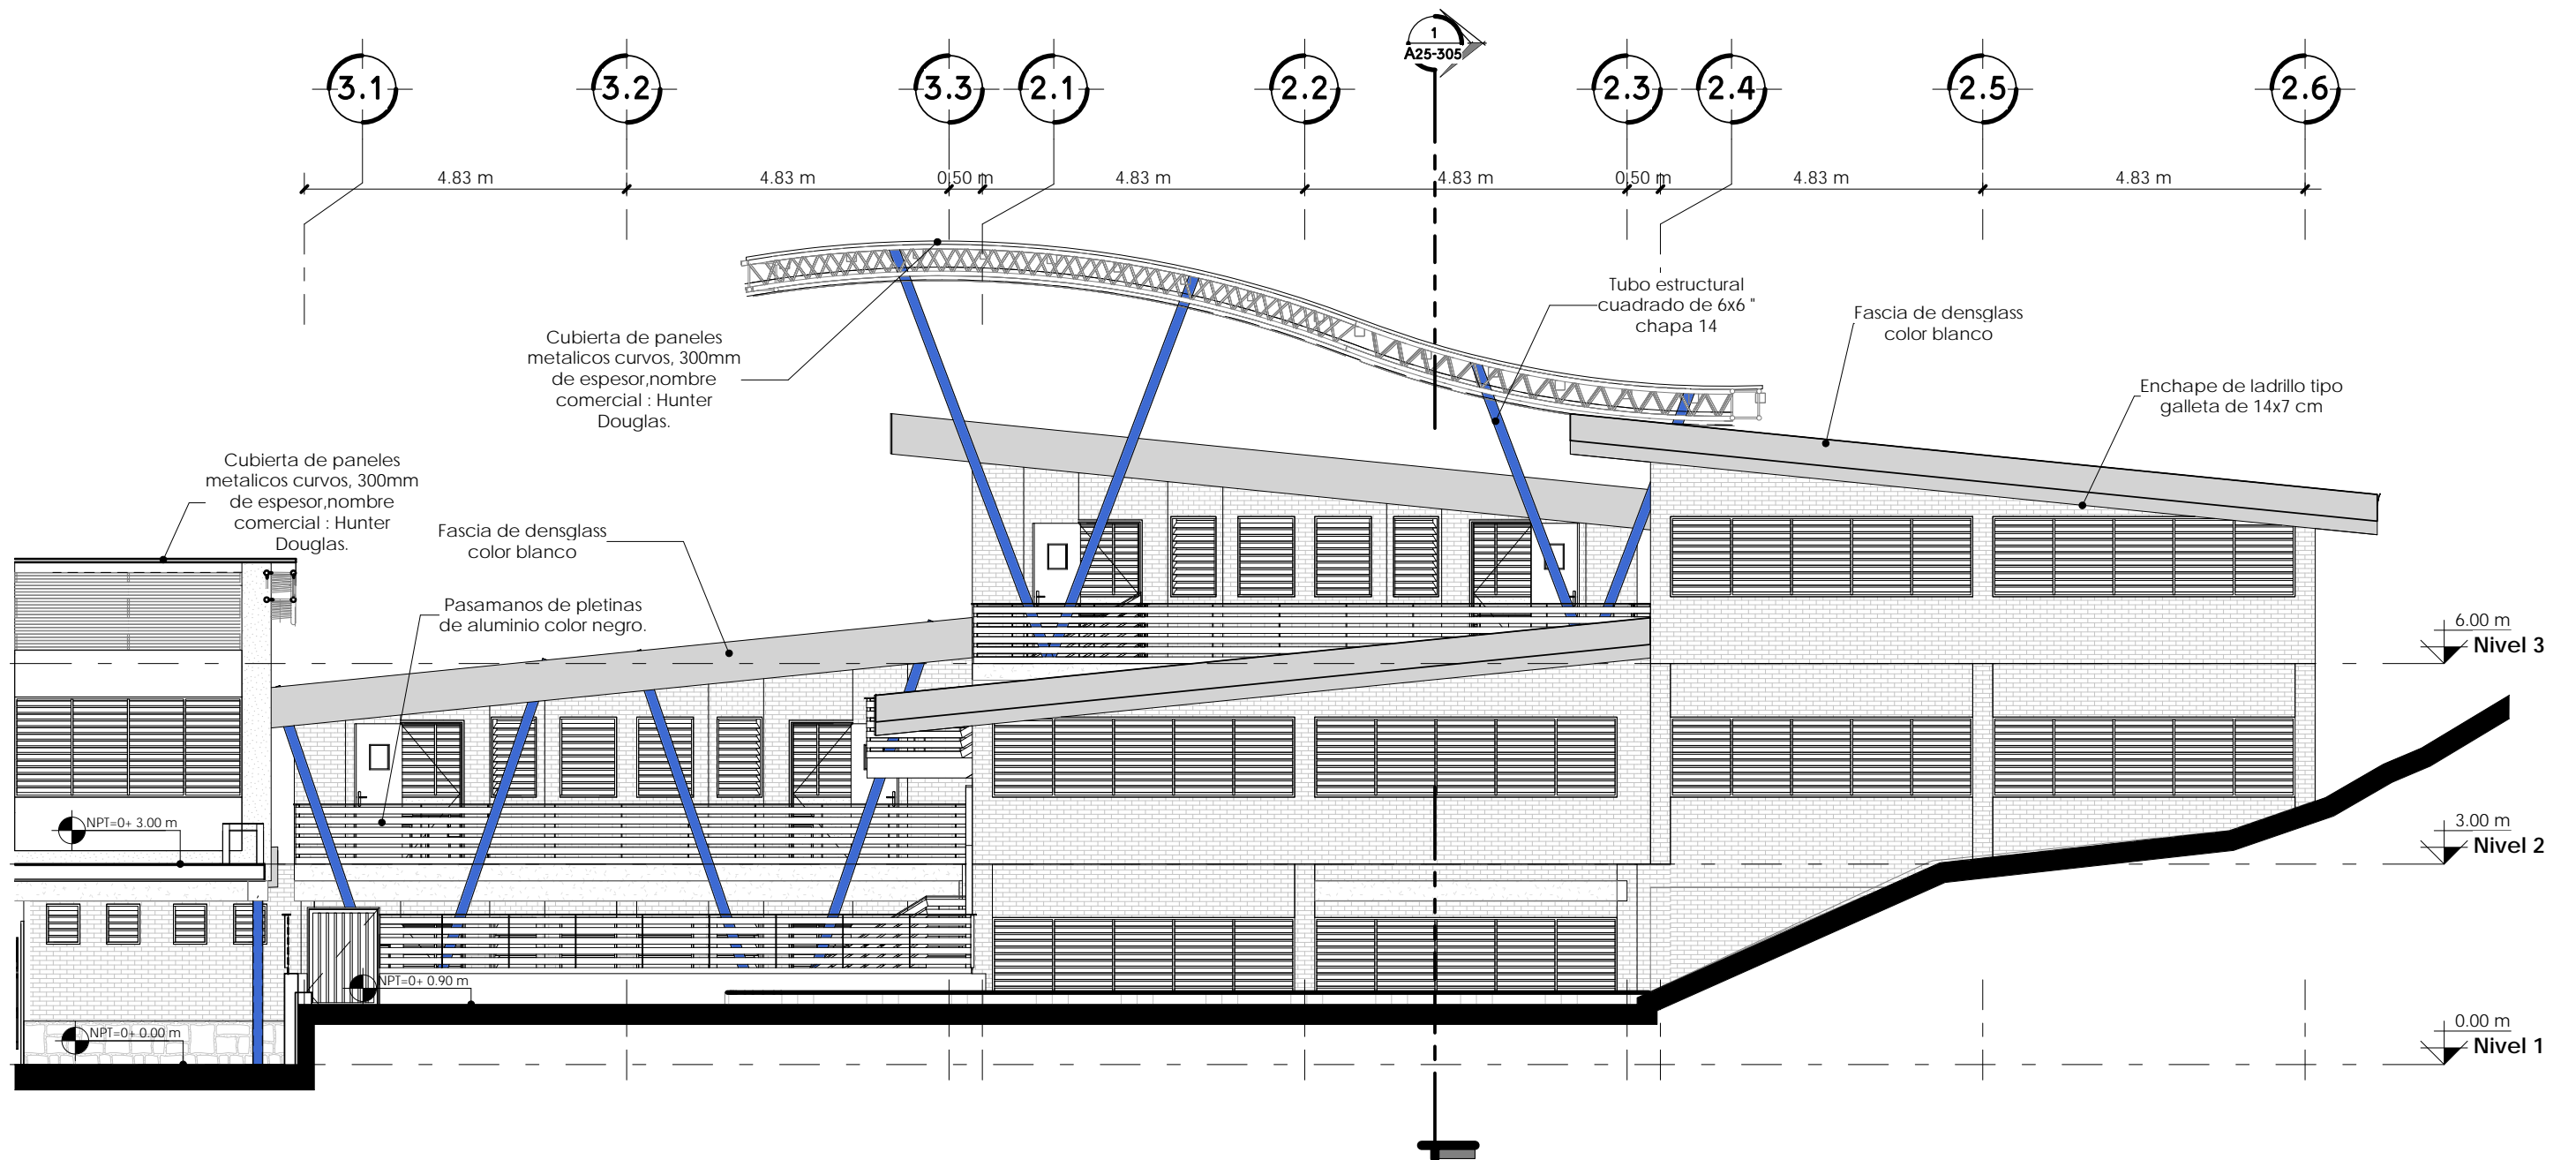 1
A25-305
3.1
3.2
3.3
2.1
2.2
2.3
2.4
2.5
2.6
4.83 m
4.83 m
0.50 m
4.83 m
4.83 m
0.50 m
4.83 m
4.83 m
Tubo estructural
cuadrado de 6x6 "
chapa 14
Fascia de densglass
color blanco
Cubierta de paneles
metalicos curvos, 300mm
de espesor,nombre
comercial : Hunter
Douglas.
Enchape de ladrillo tipo
galleta de 14x7 cm
Cubierta de paneles
metalicos curvos, 300mm
de espesor,nombre
comercial : Hunter
Douglas.
Fascia de densglass
color blanco
Pasamanos de pletinas
de aluminio color negro.
6.00 m
Nivel 3
NPT=0+ 3.00 m
3.00 m
Nivel 2
NPT=0+ 0.90 m
NPT=0+ 0.00 m
0.00 m
Nivel 1